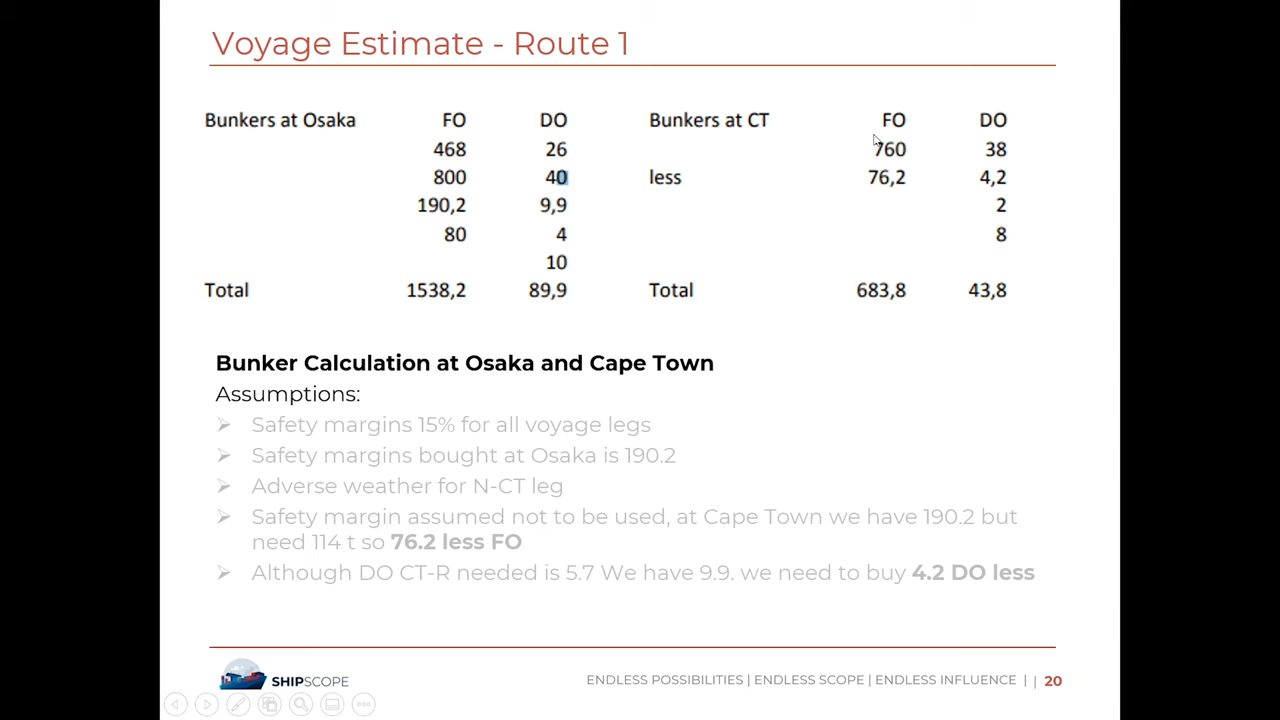 Voyage Estimate - Route 1
Bunkers at Osaka FO DO Bunkers at CT FO DO
468 26 760 38
800 40 less 76,2 4,2
190,2 9,9 2
80 4 8
10
Total 1538,2 89,9 Total 683,8 43,8
Bunker Calculation at Osaka and Cape Town
Assumptions:
Safety margins 15% for all voyage legs
Safety margins bought at Osaka is 190.2
Adverse weather for N-CT leg
Safety margin assumed not to be used, at Cape Town we have 190.2 but
need 114 t so 76.2 less FO
Although DO CT-R needed is 5.7 We have 9.9. we need to buy 4.2 DO less
SHIPSCOPE
ENDLESS POSSIBILITIES | ENDLESS SCOPE | ENDLESS INFLUENCE | | 20